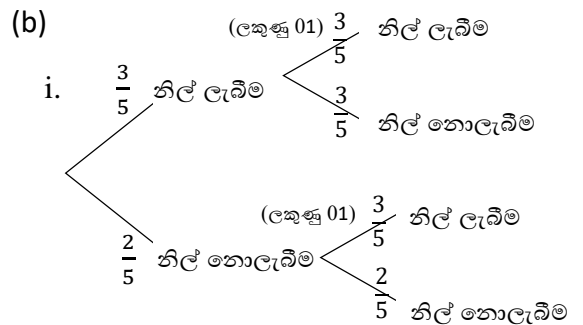 (b)
(ලකුණු 01) 3/5 නිල් ලැබීම
i. 3/5 නිල් ලැබීම
3/5 නිල් නොලැබීම
(ලකුණු 01) 3/5 නිල් ලැබීම
2/5 නිල් නොලැබීම
2/5 නිල් නොලැබීම